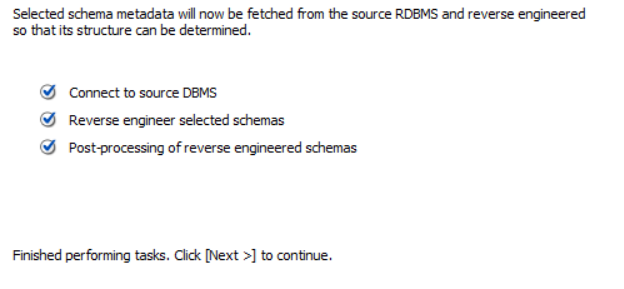 Selected schema metadata will now be fetched from the source RDBMS and reverse engineered
so that its structure can be determined.
Connect to source DBMS
Reverse engineer selected schemas
Post-processing of reverse engineered schemas
Finished performing tasks. Click [Next >] to continue.